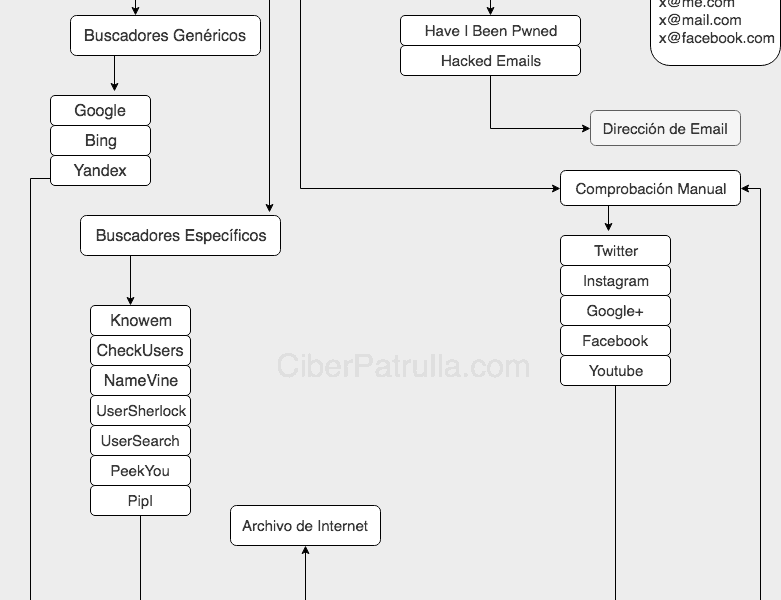 x@me.com
x@mail.com
x@facebook.com
Buscadores Genéricos
Have I Been Pwned
Hacked Emails
Google
Bing
Yandex
Dirección de Email
Comprobación Manual
Buscadores Específicos
Twitter
Instagram
Google+
Facebook
Youtube
Knowem
CheckUsers
NameVine
UserSherlock
UserSearch
PeekYou
Pipl
CiberPatrulla.com
Archivo de Internet